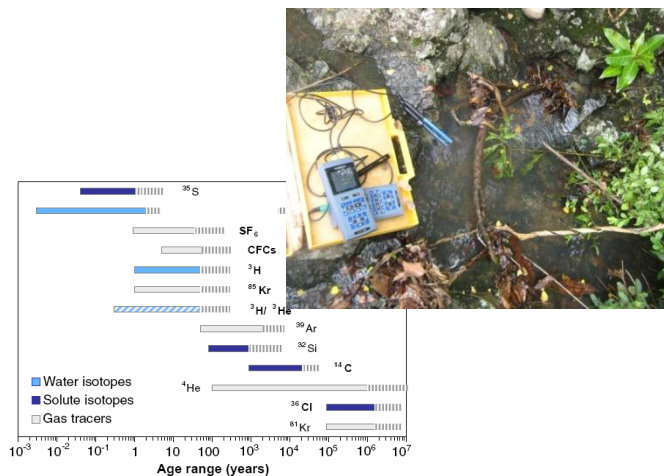 ³⁵S
SF₆
CFCs
³H
⁸⁵Kr
³H/ ³He
³⁹Ar
³²Si
¹⁴C
⁴He
³⁶Cl
⁸¹Kr
Water isotopes
Solute isotopes
Gas tracers
10⁻³ 10⁻² 10⁻¹ 1 10 10² 10³ 10⁴ 10⁵ 10⁶ 10⁷
Age range (years)